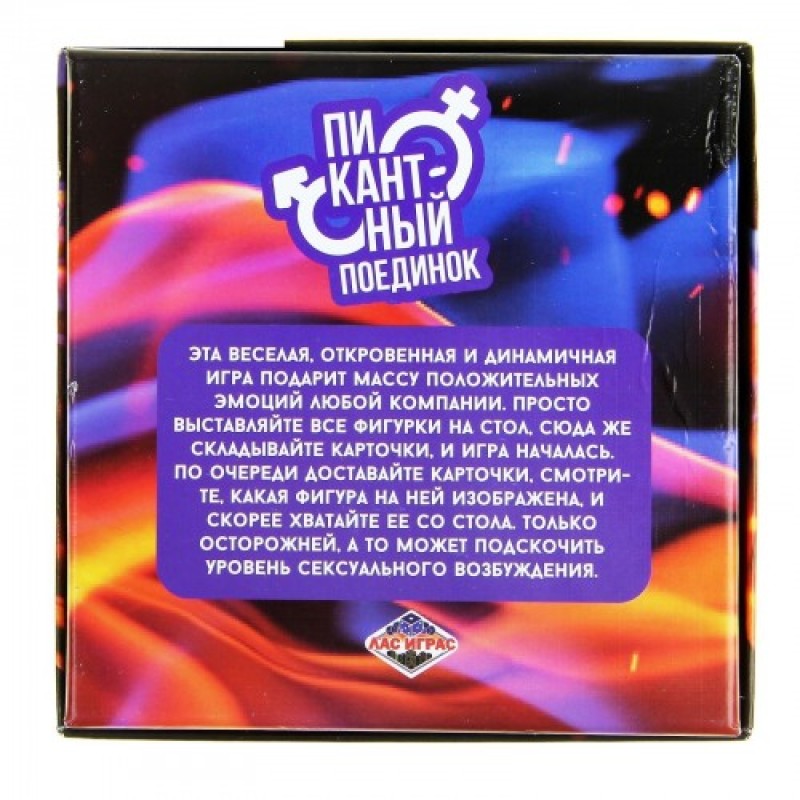 ПИ
КАНТ-
НЫЙ
ПОЕДИНОК
ЭТА ВЕСЕЛАЯ, ОТКРОВЕННАЯ И ДИНАМИЧНАЯ
ИГРА ПОДАРИТ МАССУ ПОЛОЖИТЕЛЬНЫХ
ЭМОЦИЙ ЛЮБОЙ КОМПАНИИ. ПРОСТО
ВЫСТАВЛЯЙТЕ ВСЕ ФИГУРКИ НА СТОЛ, СЮДА ЖЕ
СКЛАДЫВАЙТЕ КАРТОЧКИ, И ИГРА НАЧАЛАСЬ.
ПО ОЧЕРЕДИ ДОСТАВАЙТЕ КАРТОЧКИ, СМОТРИ-
ТЕ, КАКАЯ ФИГУРА НА НЕЙ ИЗОБРАЖЕНА, И
СКОРЕЕ ХВАТАЙТЕ ЕЕ СО СТОЛА. ТОЛЬКО
ОСТОРОЖНЕЙ, А ТО МОЖЕТ ПОДСКОЧИТЬ
УРОВЕНЬ СЕКСУАЛЬНОГО ВОЗБУЖДЕНИЯ.
ЛАС ИГРАС